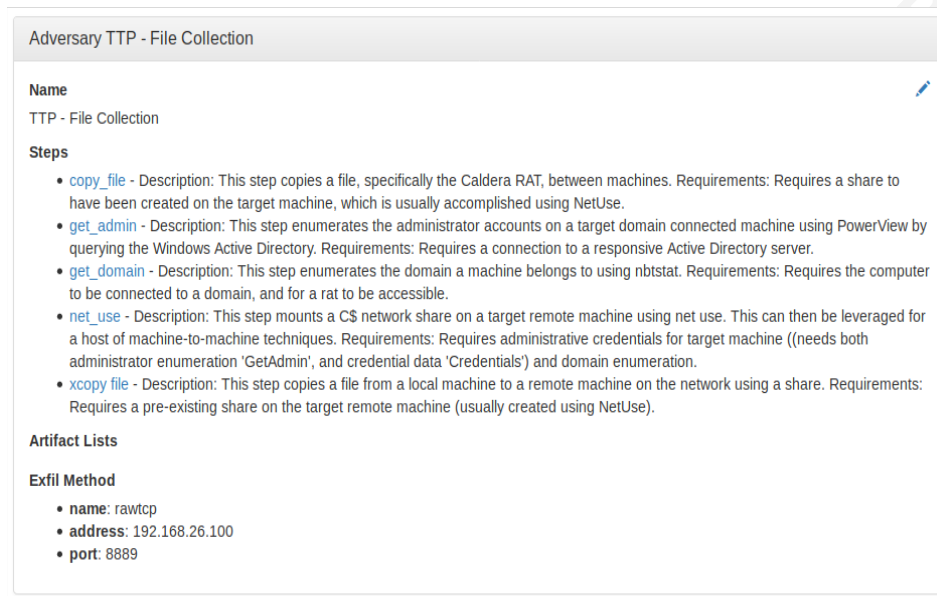 Adversary TTP - File Collection
Name
TTP - File Collection
Steps
• copy_file - Description: This step copies a file, specifically the Caldera RAT, between machines. Requirements: Requires a share to
have been created on the target machine, which is usually accomplished using NetUse.
• get_admin - Description: This step enumerates the administrator accounts on a target domain connected machine using PowerView by
querying the Windows Active Directory. Requirements: Requires a connection to a responsive Active Directory server.
• get_domain - Description: This step enumerates the domain a machine belongs to using nbtstat. Requirements: Requires the computer
to be connected to a domain, and for a rat to be accessible.
• net_use - Description: This step mounts a C$ network share on a target remote machine using net use. This can then be leveraged for
a host of machine-to-machine techniques. Requirements: Requires administrative credentials for target machine ((needs both
administrator enumeration 'GetAdmin', and credential data 'Credentials') and domain enumeration.
• xcopy file - Description: This step copies a file from a local machine to a remote machine on the network using a share. Requirements:
Requires a pre-existing share on the target remote machine (usually created using NetUse).
Artifact Lists
Exfil Method
• name: rawtcp
• address: 192.168.26.100
• port: 8889